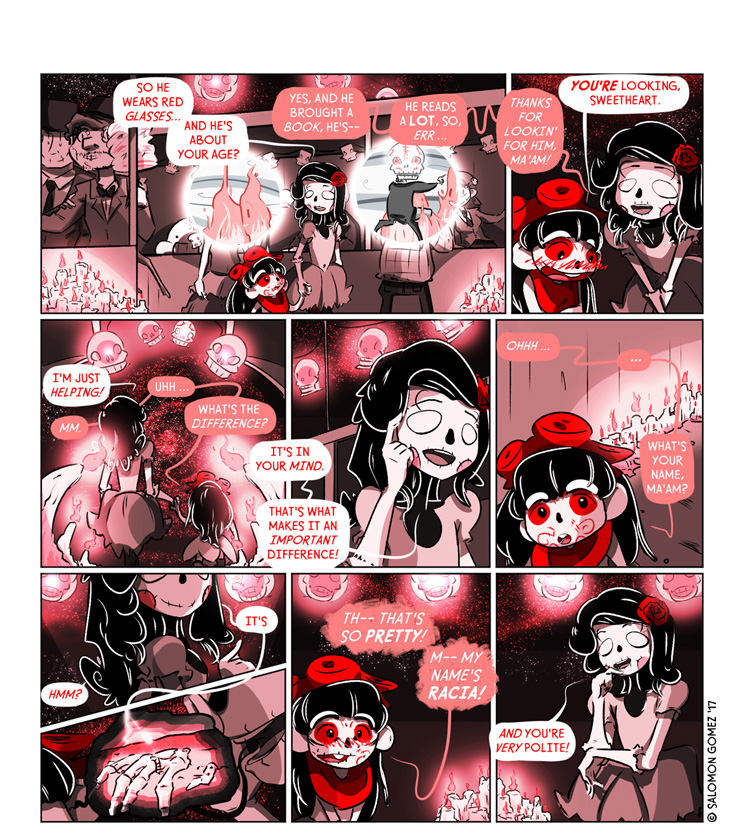 SO HE
WEARS RED
GLASSES...
AND HE'S
ABOUT
YOUR AGE?
YES, AND HE
BROUGHT A
BOOK, HE'S--
HE READS
A LOT, SO,
ERR ...
THANKS
FOR
LOOKIN'
FOR HIM,
MA'AM!
YOU'RE LOOKING,
SWEETHEART.
I'M JUST
HELPING!
UHH ...
MM.
WHAT'S THE
DIFFERENCE?
IT'S IN
YOUR MIND.
THAT'S WHAT
MAKES IT AN
IMPORTANT
DIFFERENCE!
OHHH ...
...
WHAT'S
YOUR
NAME,
MA'AM?
IT'S
HMM?
TH-- THAT'S
SO PRETTY!
M-- MY
NAME'S
RACIA!
AND YOU'RE
VERY POLITE!
© SALOMON GOMEZ '17